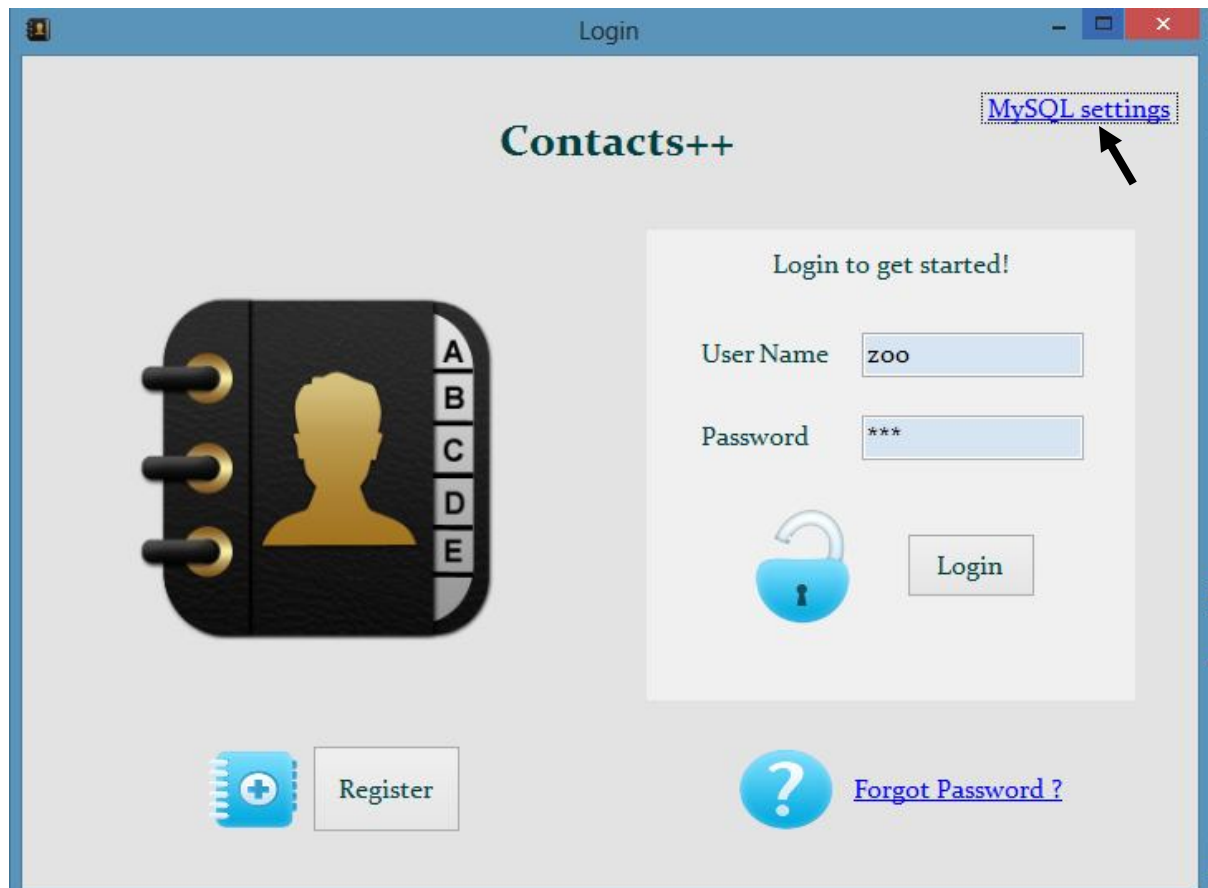 Login
MySQL settings
Contacts++
Login to get started!
User Name
zoo
Password
***
Login
A
B
C
D
E
Register
?
Forgot Password ?